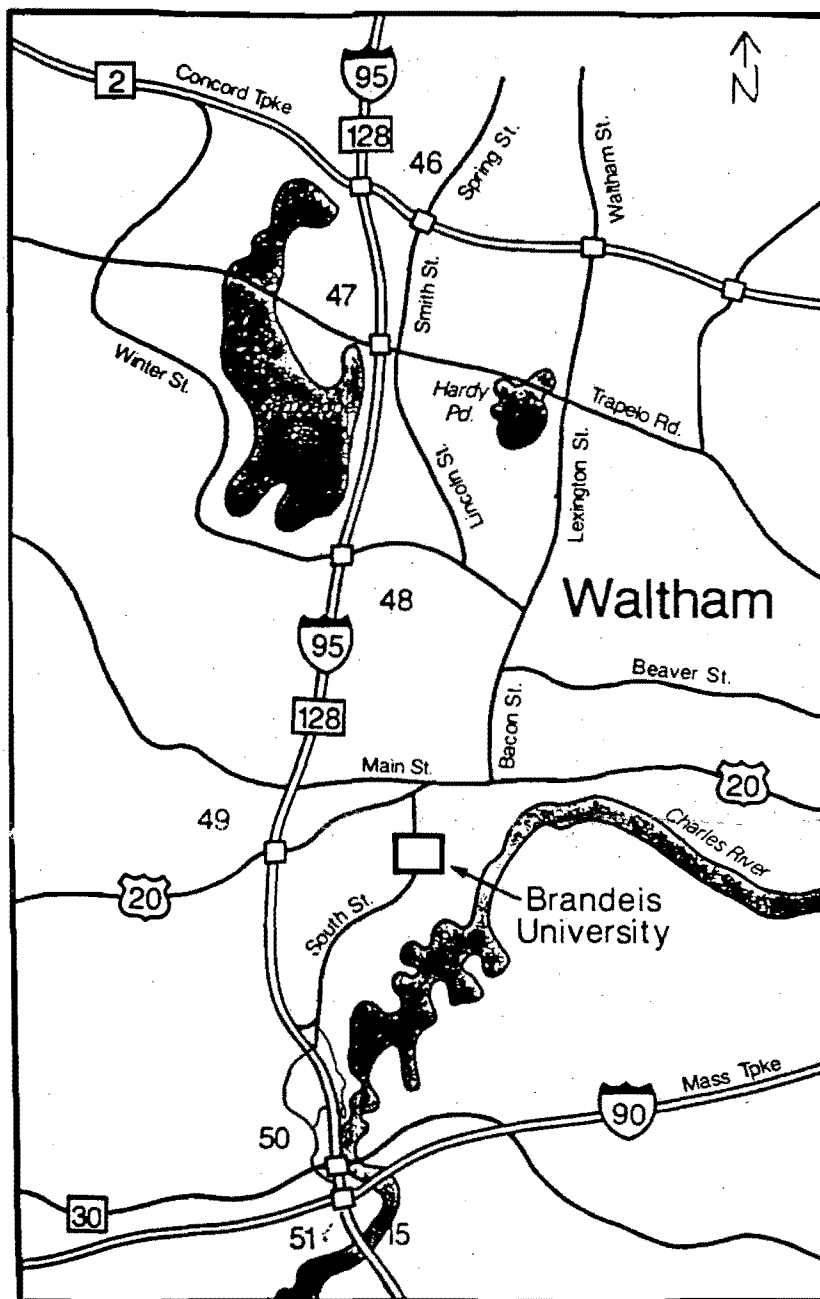 95
N
2
Concord Tpke
128
46
Spring St.
Waltham St.
47
Smith St.
Winter St.
Hardy
Pd.
Trapelo Rd.
Lincoln St.
Lexington St.
48
Waltham
95
Beaver St.
128
Bacon St.
Main St.
20
49
Charles River
20
Brandeis
University
South St.
Mass Tpke
90
50
30
51
15